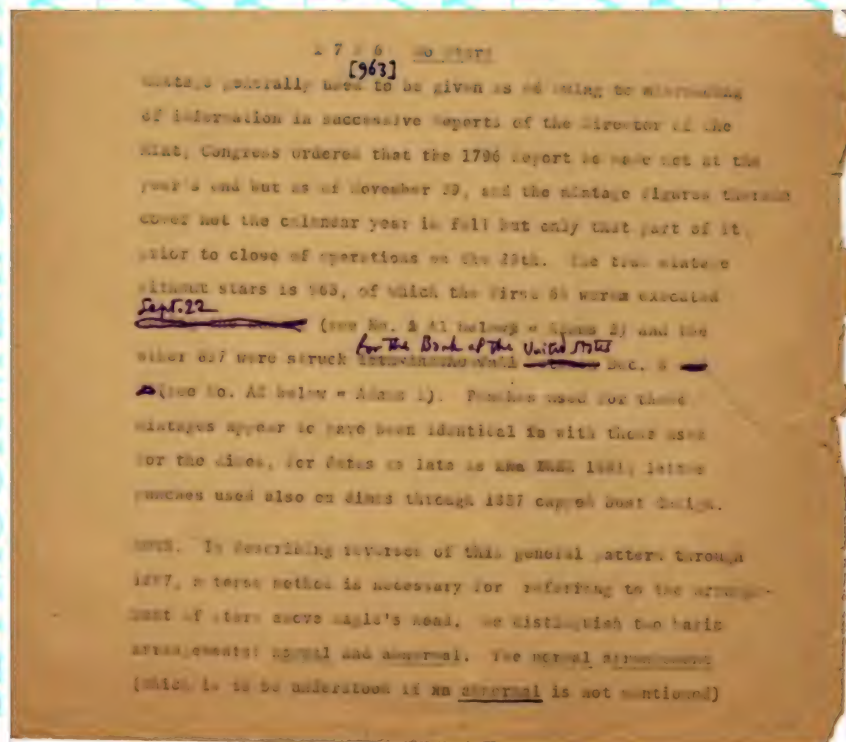 1796 No Stars
[963]
Mintage generally used to be given as owing to misreading
of information in successive Reports of the Director of the
Mint. Congress ordered that the 1796 report be made not at the
year's end but as of November 29, and the mintage figures therein
cover not the calendar year in full but only that part of it
prior to close of operations on the 29th. The true mintage
without stars is 963, of which the first 66 were executed
Sept. 22
(see No. A1 below = Adams 2) and the
for the Bank of the United States
other 897 were struck Dec. 8
(see No. A2 below = Adams 1). Punches used for these
mintages appear to have been identical with those used
for the dimes, for dates as late as letter
punches used also on dimes through 1837 capped bust design.
NOTE. In describing reverses of this general pattern through
1807, a terse method is necessary for referring to the arrange-
ment of stars above eagle's head. We distinguish two basic
arrangements: normal and abnormal. The normal arrangement
(which is to be understood if an abnormal is not mentioned)